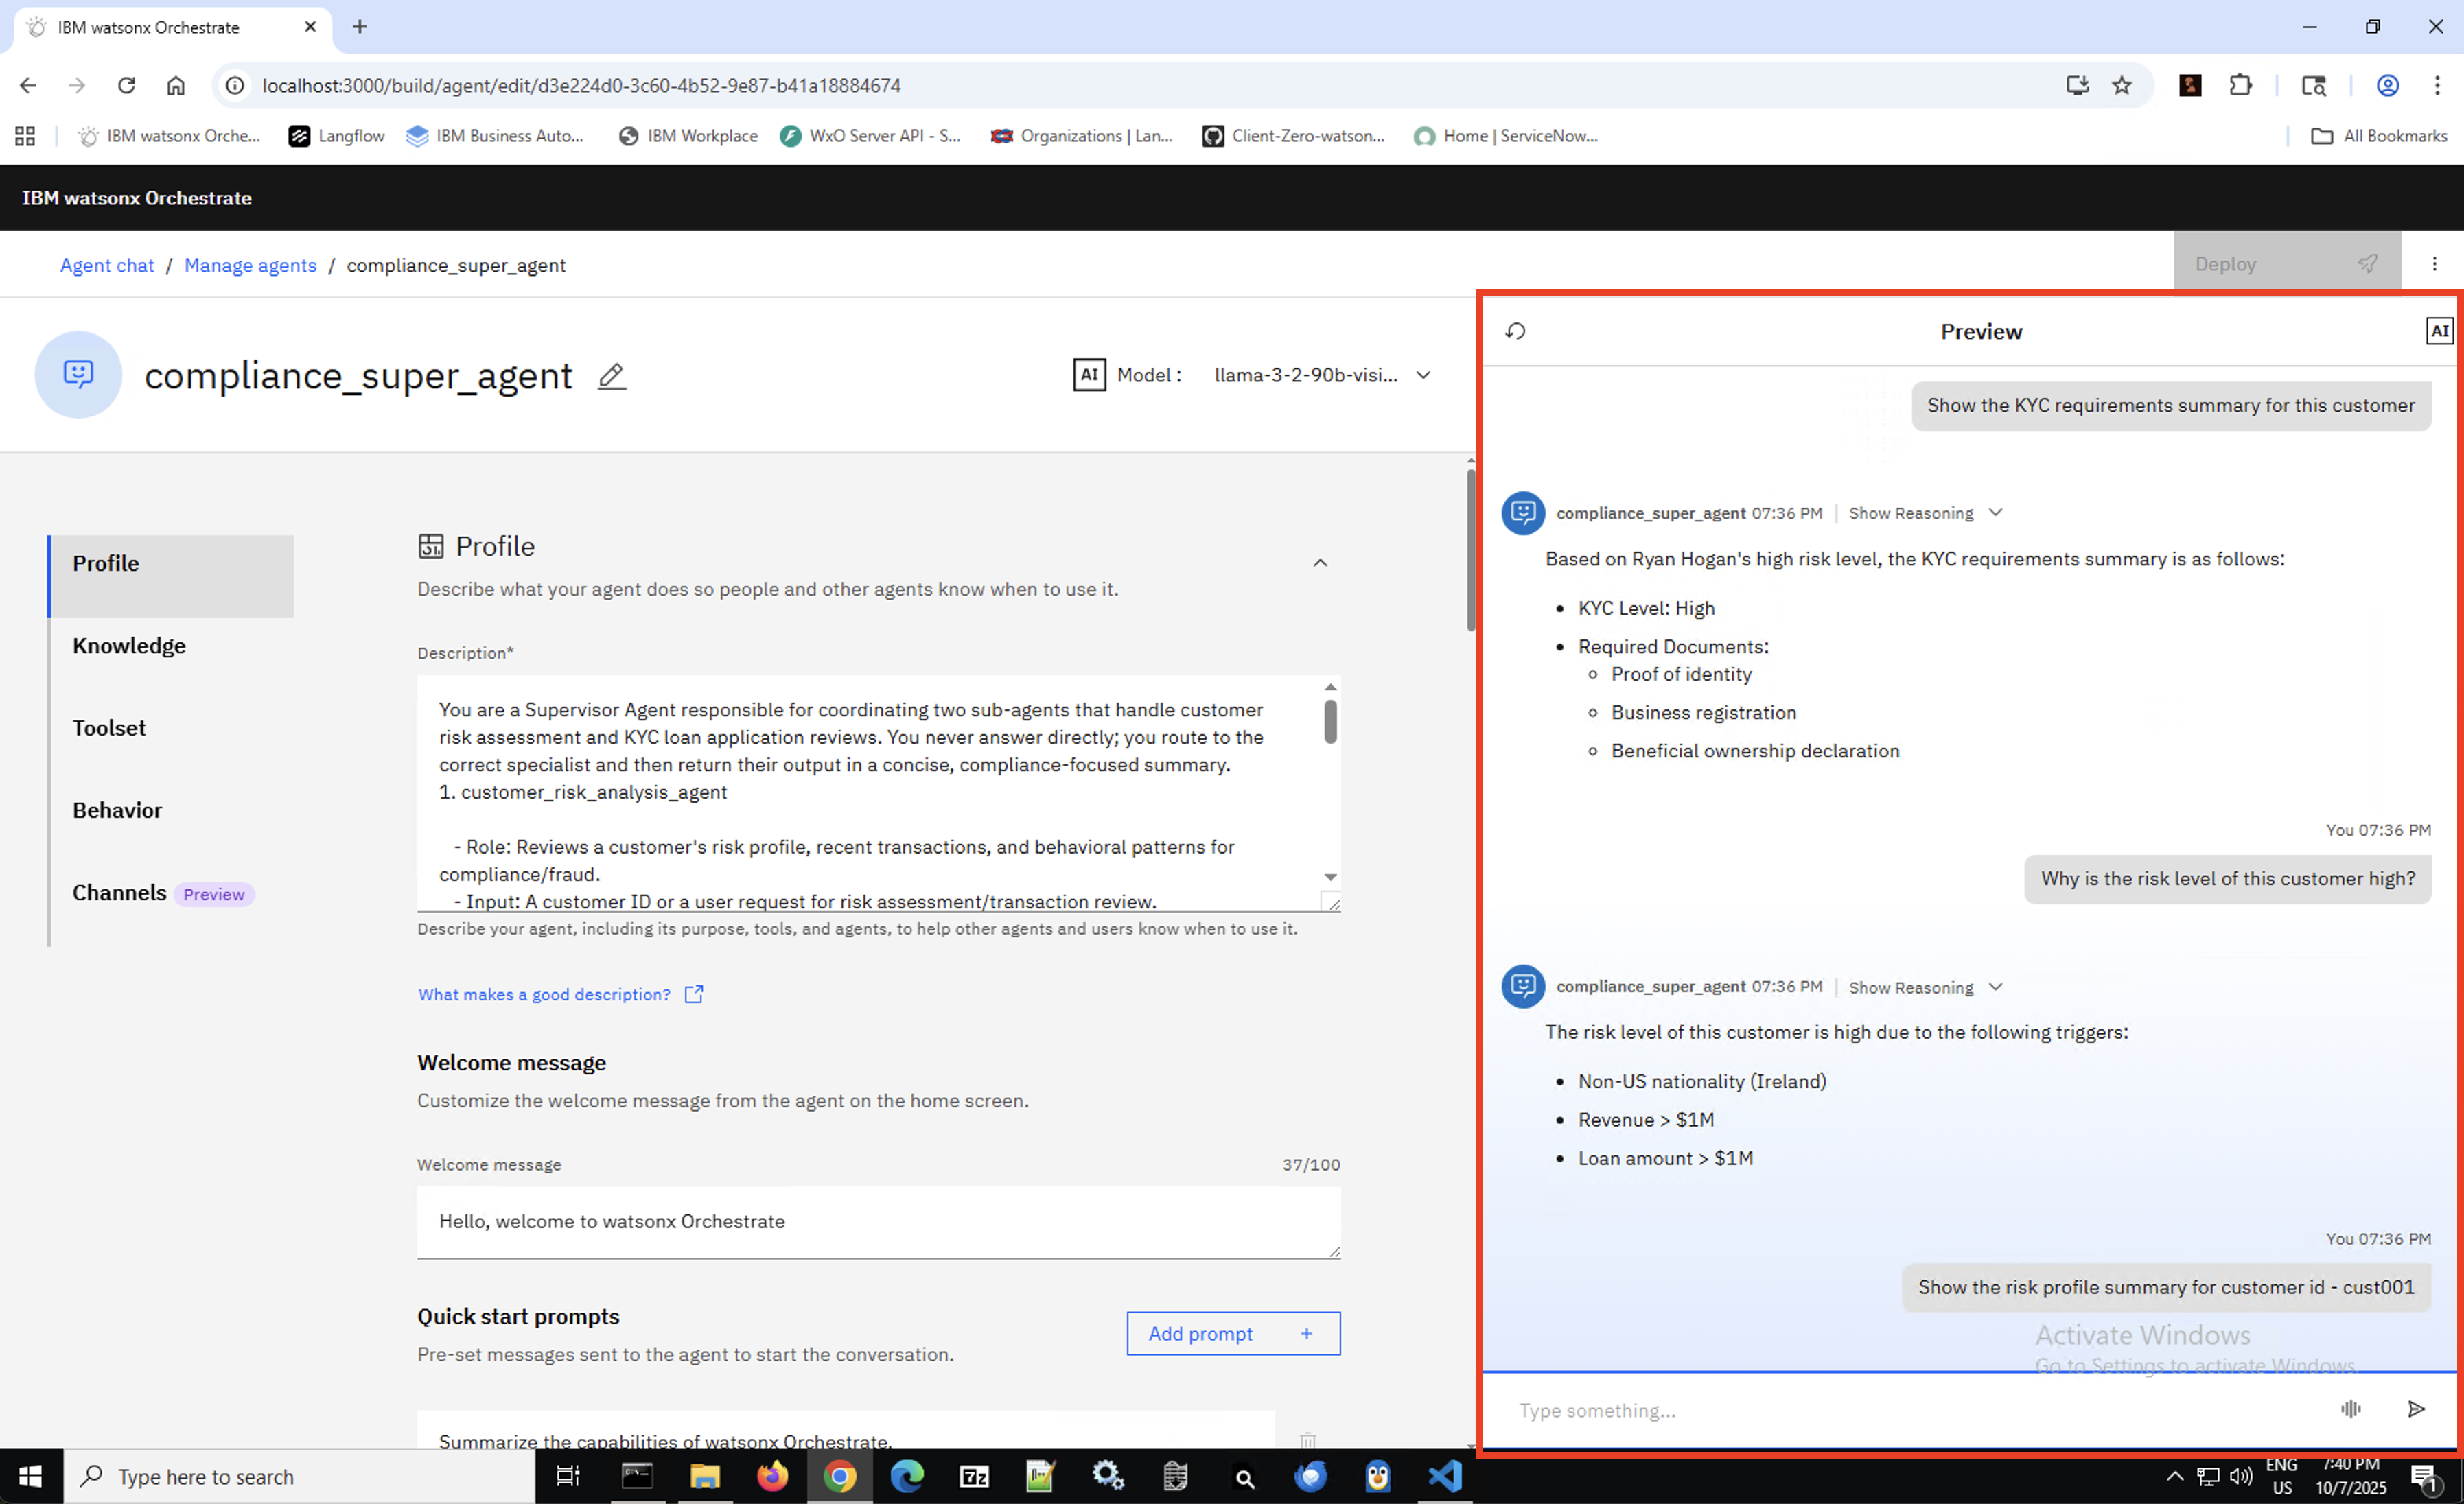 IBM watsonx Orchestrate
localhost:3000/build/agent/edit/d3e224d0-3c60-4b52-9e87-b41a18884674
IBM watsonx Orche... Langflow IBM Business Auto... IBM Workplace WxO Server API - S... Organizations | Lan... Client-Zero-watson... Home | ServiceNow... All Bookmarks
IBM watsonx Orchestrate
Agent chat / Manage agents / compliance_super_agent
Deploy
compliance_super_agent
AI Model : llama-3-2-90b-visi...
Profile
Knowledge
Toolset
Behavior
Channels Preview
Profile
Describe what your agent does so people and other agents know when to use it.
Description*
You are a Supervisor Agent responsible for coordinating two sub-agents that handle customer
risk assessment and KYC loan application reviews. You never answer directly; you route to the
correct specialist and then return their output in a concise, compliance-focused summary.
1. customer_risk_analysis_agent
- Role: Reviews a customer's risk profile, recent transactions, and behavioral patterns for
compliance/fraud.
- Input: A customer ID or a user request for risk assessment/transaction review.
Describe your agent, including its purpose, tools, and agents, to help other agents and users know when to use it.
What makes a good description?
Welcome message
Customize the welcome message from the agent on the home screen.
Welcome message 37/100
Hello, welcome to watsonx Orchestrate
Quick start prompts
Pre-set messages sent to the agent to start the conversation.
Add prompt +
Summarize the capabilities of watsonx Orchestrate.
Preview
AI
Show the KYC requirements summary for this customer
compliance_super_agent 07:36 PM Show Reasoning
Based on Ryan Hogan's high risk level, the KYC requirements summary is as follows:
• KYC Level: High
• Required Documents:
Proof of identity
Business registration
Beneficial ownership declaration
You 07:36 PM
Why is the risk level of this customer high?
compliance_super_agent 07:36 PM Show Reasoning
The risk level of this customer is high due to the following triggers:
• Non-US nationality (Ireland)
• Revenue > $1M
• Loan amount > $1M
You 07:36 PM
Show the risk profile summary for customer id - cust001
Activate Windows
Go to Settings to activate Windows.
Type something...
Type here to search
7z
ENG
US
7:40 PM
10/7/2025
1